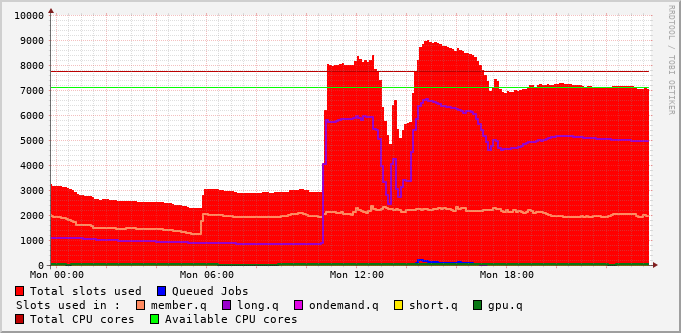 10000
9000
8000
7000
6000
5000
4000
3000
2000
1000
0
Mon 00:00 Mon 06:00 Mon 12:00 Mon 18:00
RRDTOOL / TOBI OETIKER
Total slots used Queued Jobs
Slots used in : member.q long.q ondemand.q short.q gpu.q
Total CPU cores Available CPU cores